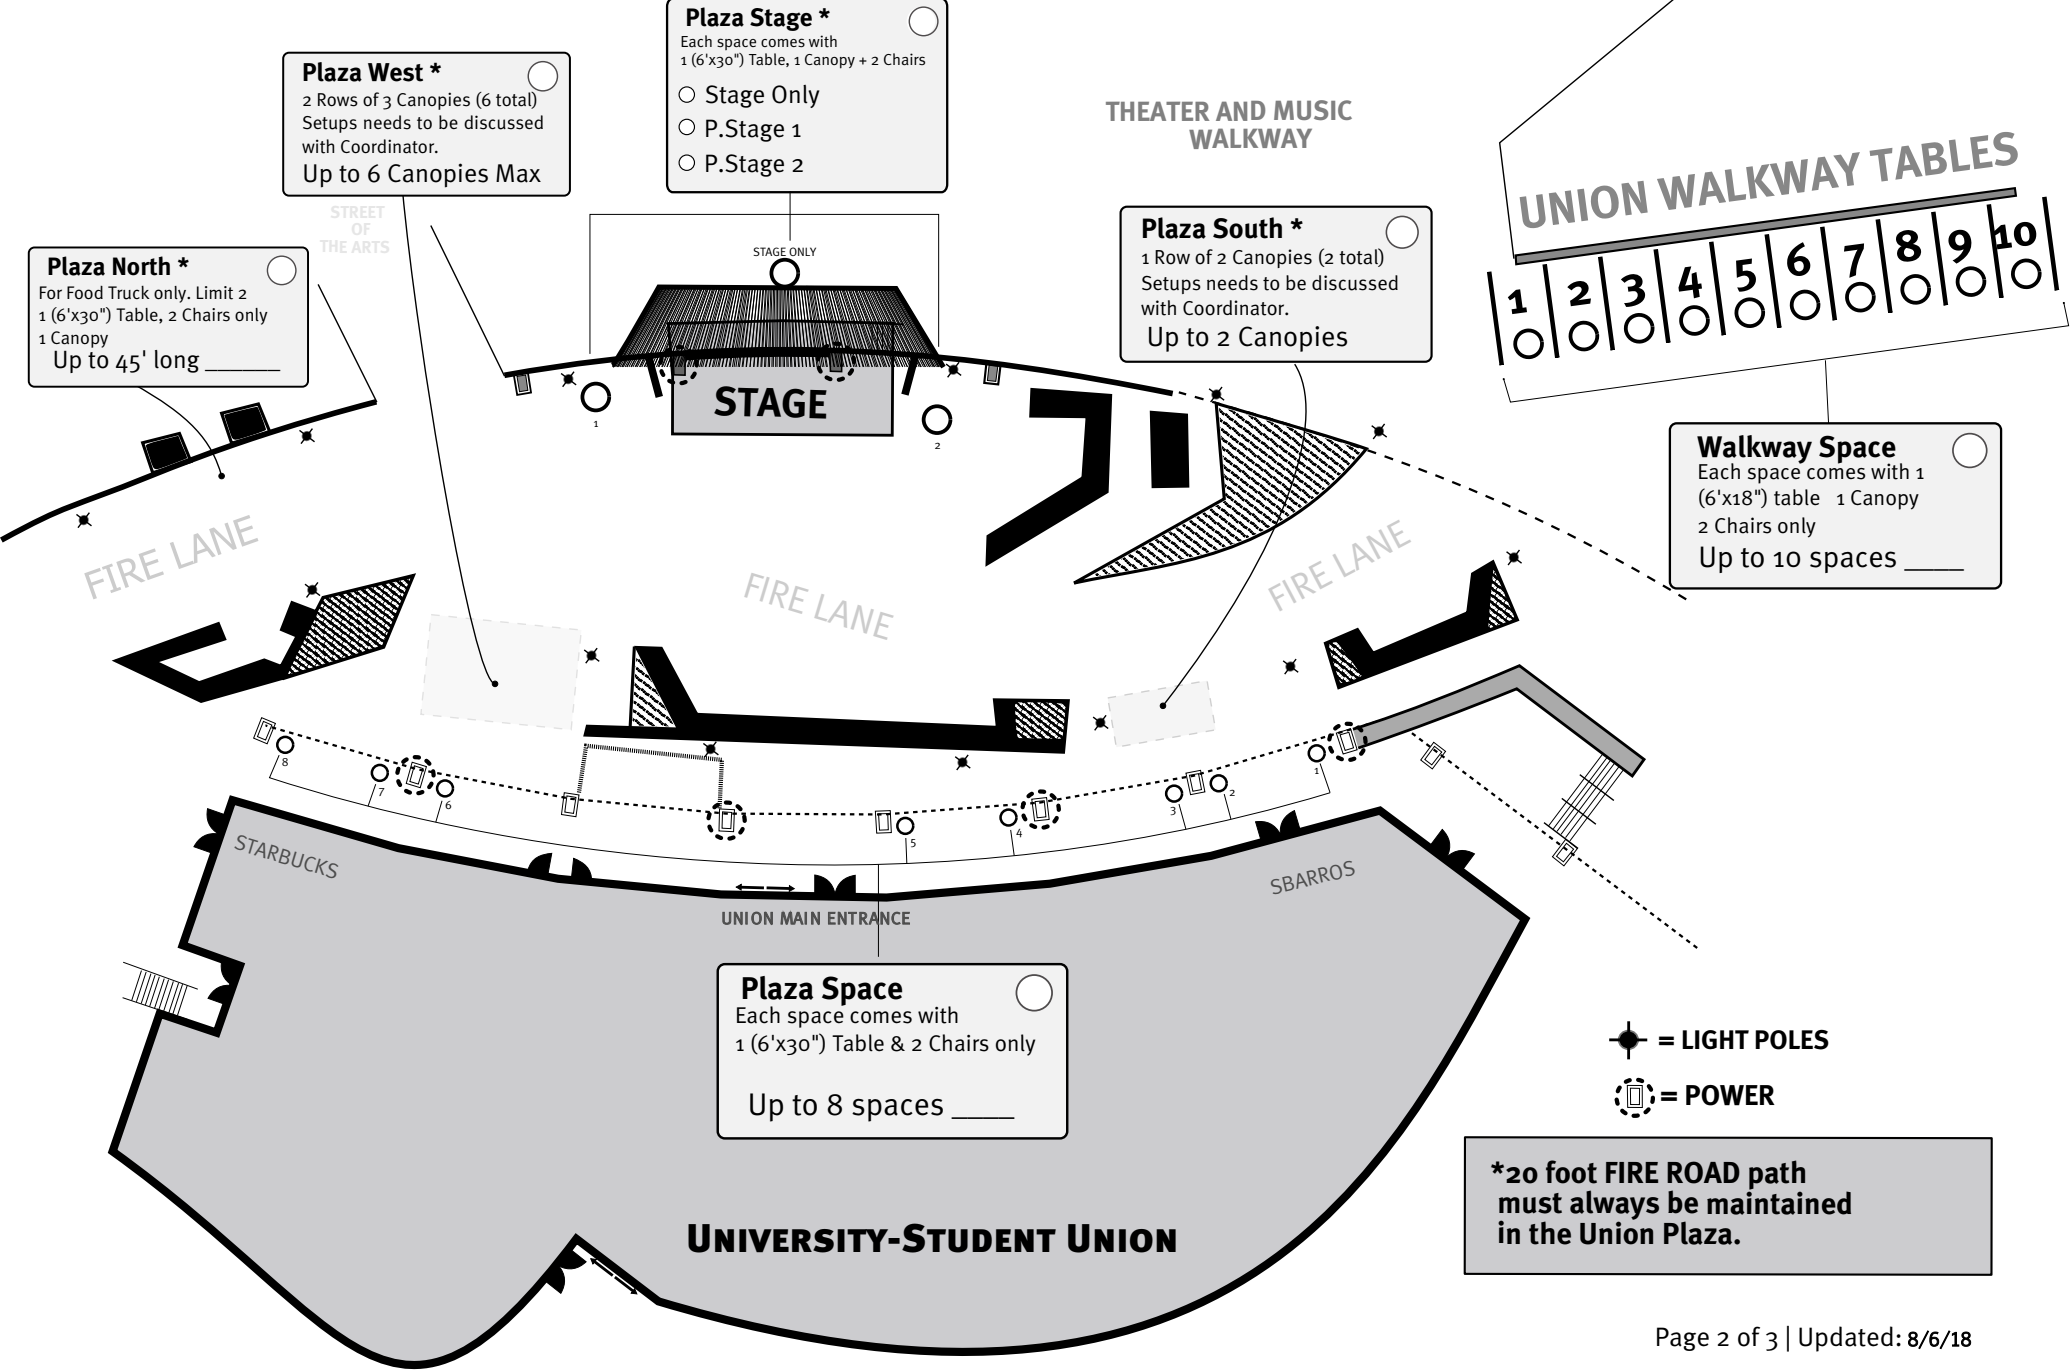 Plaza Stage *
Each space comes with
1 (6'x30") Table, 1 Canopy + 2 Chairs
Stage Only
P.Stage 1
P.Stage 2
Plaza West *
2 Rows of 3 Canopies (6 total)
Setups needs to be discussed
with Coordinator.
Up to 6 Canopies Max
THEATER AND MUSIC
WALKWAY
UNION WALKWAY TABLES
1 2 3 4 5 6 7 8 9 10
STREET
OF
THE ARTS
Plaza North *
For Food Truck only. Limit 2
1 (6'x30") Table, 2 Chairs only
1 Canopy
Up to 45' long ______
STAGE ONLY
Plaza South *
1 Row of 2 Canopies (2 total)
Setups needs to be discussed
with Coordinator.
Up to 2 Canopies
STAGE
1
2
Walkway Space
Each space comes with 1
(6'x18") table 1 Canopy
2 Chairs only
Up to 10 spaces ____
FIRE LANE
FIRE LANE
FIRE LANE
8
7
6
5
4
3
2
1
STARBUCKS
SBARROS
UNION MAIN ENTRANCE
Plaza Space
Each space comes with
1 (6'x30") Table & 2 Chairs only
Up to 8 spaces ____
= LIGHT POLES
= POWER
*20 foot FIRE ROAD path
must always be maintained
in the Union Plaza.
UNIVERSITY-STUDENT UNION
Page 2 of 3 | Updated: 8/6/18